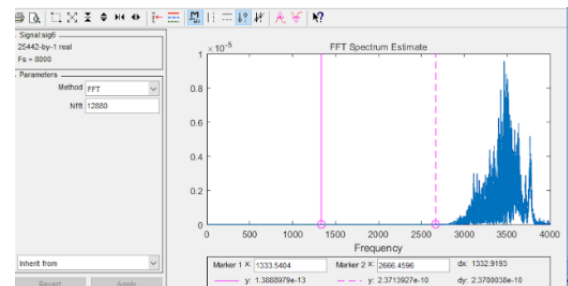 Signal:sig6
25442-by-1 real
Fs = 8000
Parameters
Method FFT
Nfft 12880
Inherit from
Revert Apply
FFT Spectrum Estimate
× 10^-5
1
0.8
0.6
0.4
0.2
0
0 500 1000 1500 2000 2500 3000 3500 4000
Frequency
Marker 1 X: 1333.5404 Marker 2 X: 2666.4596 dx: 1332.9193
y: 1.3888979e-13 y: 2.3713927e-10 dy: 2.3700038e-10